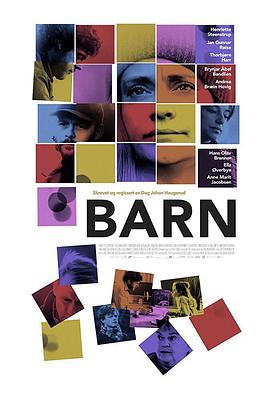 Henriette
Steenstrup
Jan Gunnar
Røise
Thorbjørn
Harr
Brynjar Åbel
Bandlien
Andrea
Bræin Hovig
Hans Olav
Brenner
Ella
Øverbye
Anne Marit
Jacobsen
Skrevet og regissert av Dag Johan Haugerud
BARN